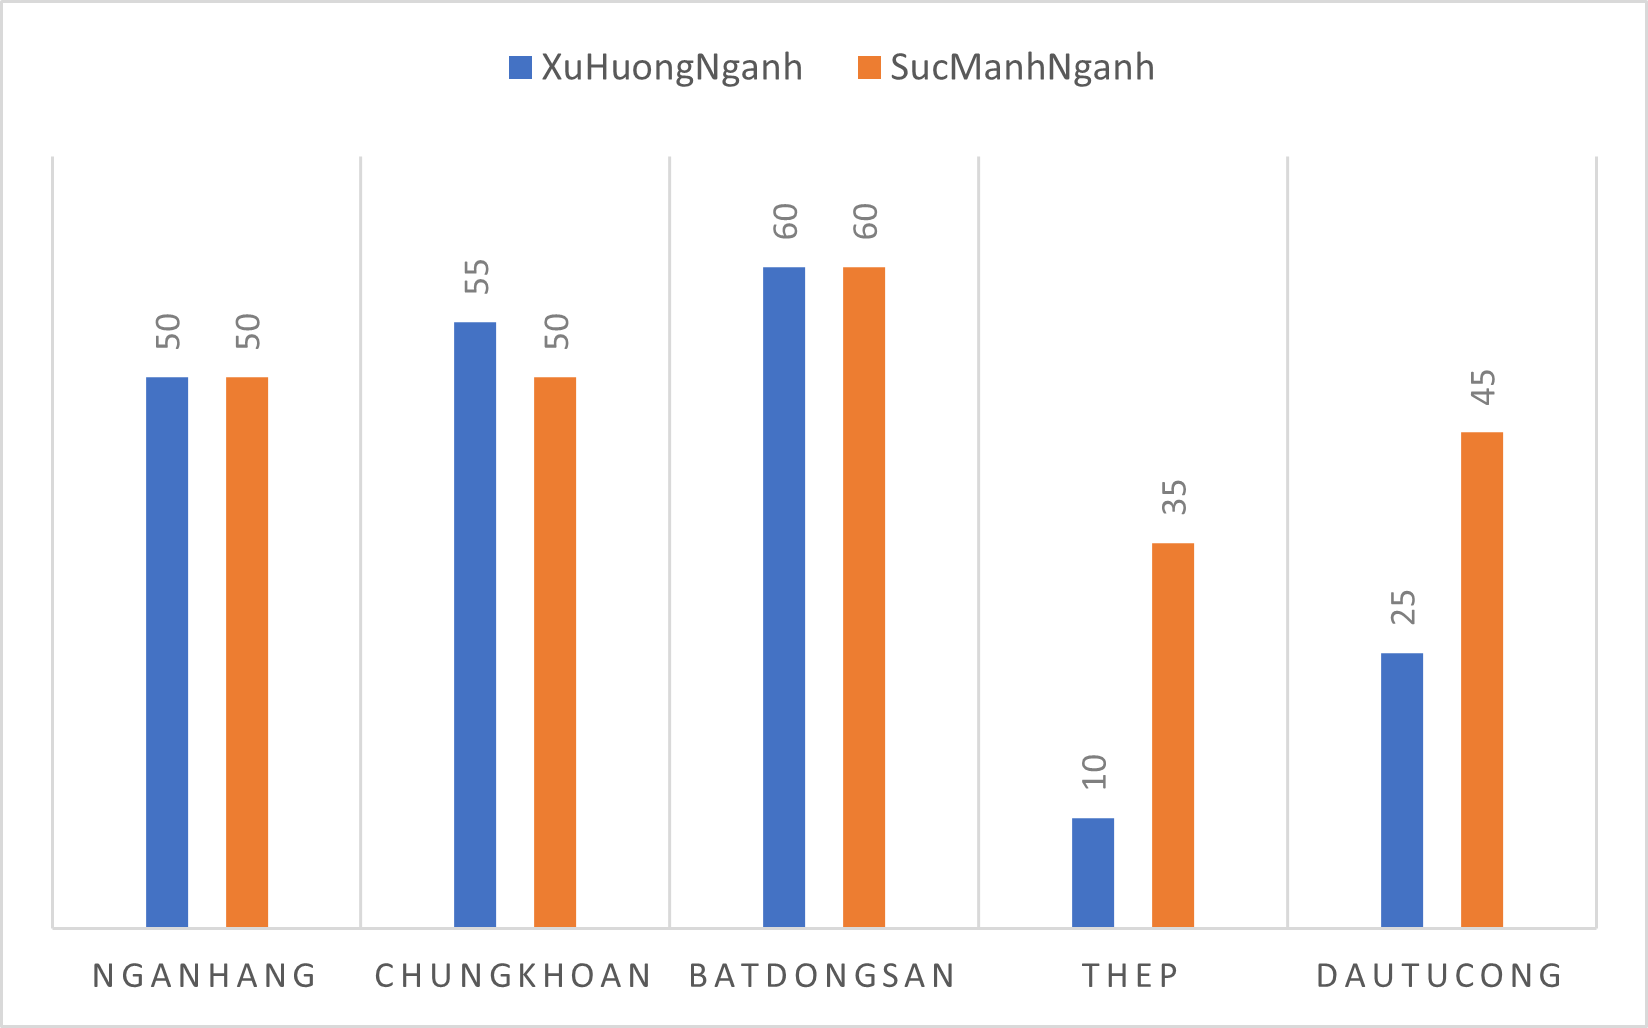 XuHuongNganh SucManhNganh
50 50 55 50 60 60 10 35 25 45
NGANHANG CHUNGKHOAN BATDONGSAN THEP DAUTUCONG